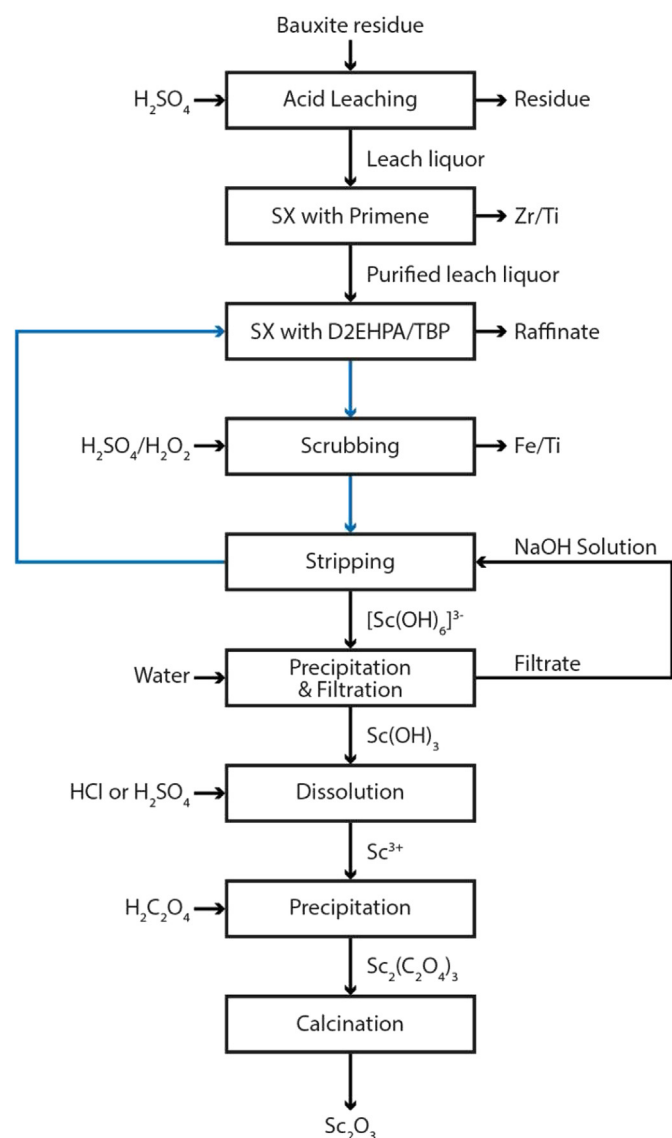 Bauxite residue
H₂SO₄
Acid Leaching
Residue
Leach liquor
SX with Primene
Zr/Ti
Purified leach liquor
SX with D2EHPA/TBP
Raffinate
H₂SO₄/H₂O₂
Scrubbing
Fe/Ti
Stripping
NaOH Solution
[Sc(OH)₆]³⁻
Water
Precipitation
& Filtration
Filtrate
Sc(OH)₃
HCl or H₂SO₄
Dissolution
Sc³⁺
H₂C₂O₄
Precipitation
Sc₂(C₂O₄)₃
Calcination
Sc₂O₃